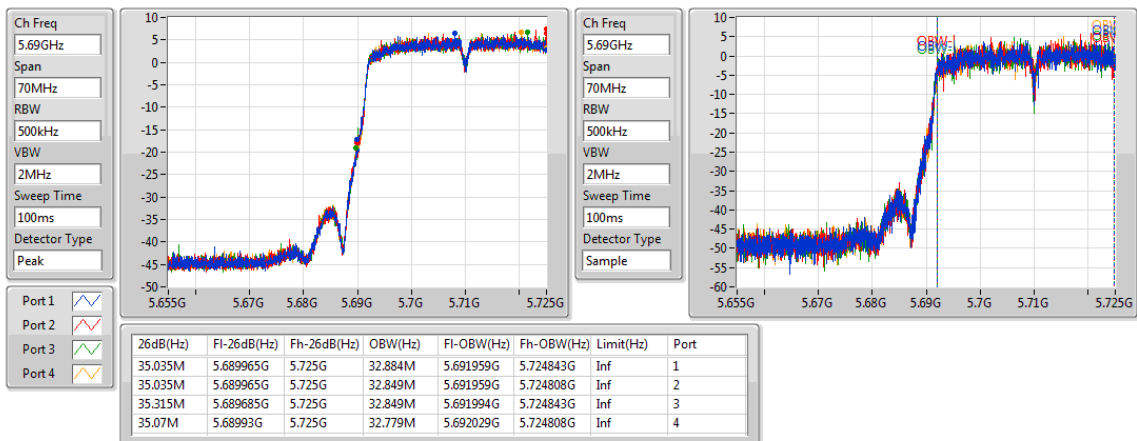 Ch Freq
5.69GHz
Span
70MHz
RBW
500kHz
VBW
2MHz
Sweep Time
100ms
Detector Type
Peak
10
5
0
-5
-10
-15
-20
-25
-30
-35
-40
-45
-50
5.655G 5.67G 5.68G 5.69G 5.7G 5.71G 5.725G
Ch Freq
5.69GHz
Span
70MHz
RBW
500kHz
VBW
2MHz
Sweep Time
100ms
Detector Type
Sample
10
5
0
-5
-10
-15
-20
-25
-30
-35
-40
-45
-50
-55
-60
5.655G 5.67G 5.68G 5.69G 5.7G 5.71G 5.725G
Port 1
Port 2
Port 3
Port 4
26dB(Hz) Fl-26dB(Hz) Fh-26dB(Hz) OBW(Hz) Fl-OBW(Hz) Fh-OBW(Hz) Limit(Hz) Port
35.035M 5.689965G 5.725G 32.884M 5.691959G 5.724843G Inf 1
35.035M 5.689965G 5.725G 32.849M 5.691959G 5.724808G Inf 2
35.315M 5.689685G 5.725G 32.849M 5.691994G 5.724843G Inf 3
35.07M 5.68993G 5.725G 32.779M 5.692029G 5.724808G Inf 4